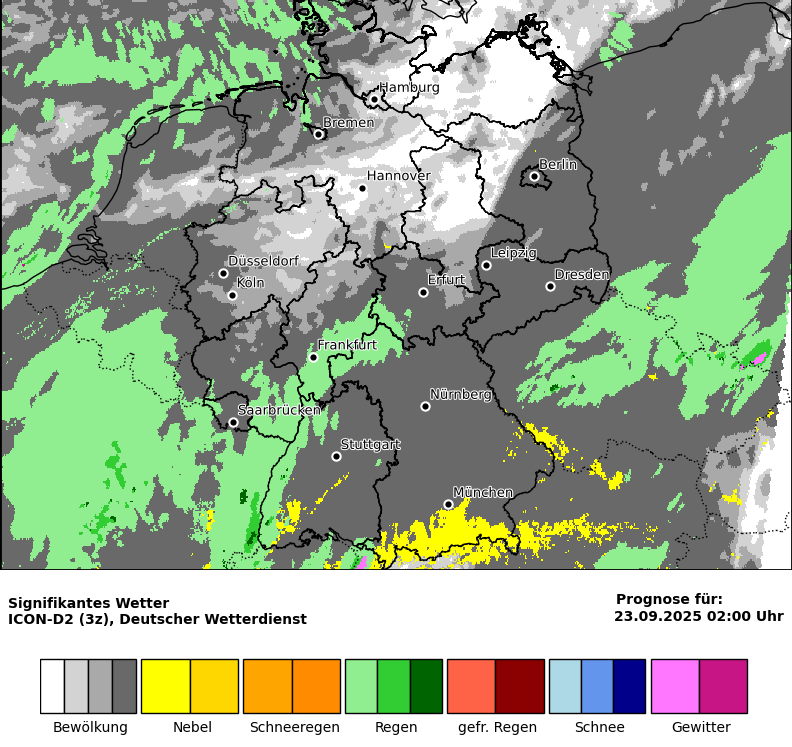 Hamburg
Bremen
Berlin
Hannover
Leipzig
Düsseldorf
Dresden
Köln
Erfurt
Frankfurt
Nürnberg
Saarbrücken
Stuttgart
München
Signifikantes Wetter
ICON-D2 (3z), Deutscher Wetterdienst
Prognose für:
23.09.2025 02:00 Uhr
Bewölkung Nebel Schneeregen Regen gefr. Regen Schnee Gewitter